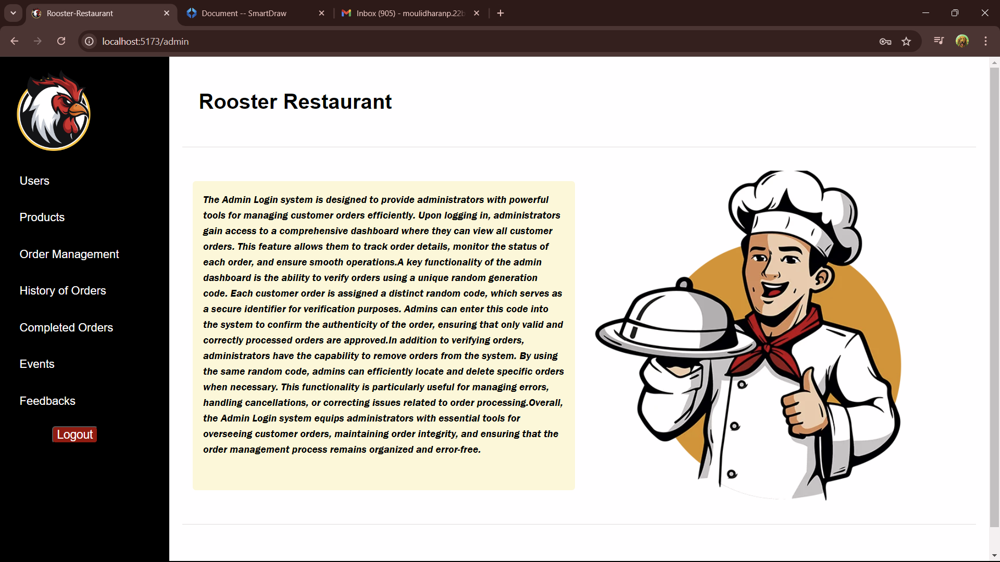 Rooster-Restaurant
Document -- SmartDraw
Inbox (905) - moulidharanp.22b
localhost:5173/admin
Rooster Restaurant
Users
Products
Order Management
History of Orders
Completed Orders
Events
Feedbacks
Logout
The Admin Login system is designed to provide administrators with powerful
tools for managing customer orders efficiently. Upon logging in, administrators
gain access to a comprehensive dashboard where they can view all customer
orders. This feature allows them to track order details, monitor the status of
each order, and ensure smooth operations.A key functionality of the admin
dashboard is the ability to verify orders using a unique random generation
code. Each customer order is assigned a distinct random code, which serves as
a secure identifier for verification purposes. Admins can enter this code into
the system to confirm the authenticity of the order, ensuring that only valid and
correctly processed orders are approved.In addition to verifying orders,
administrators have the capability to remove orders from the system. By using
the same random code, admins can efficiently locate and delete specific orders
when necessary. This functionality is particularly useful for managing errors,
handling cancellations, or correcting issues related to order processing.Overall,
the Admin Login system equips administrators with essential tools for
overseeing customer orders, maintaining order integrity, and ensuring that the
order management process remains organized and error-free.